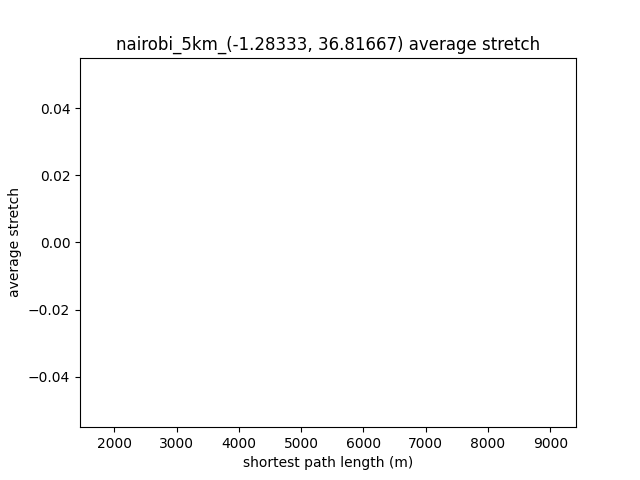 nairobi_5km_(-1.28333, 36.81667) average stretch
0.04
0.02
0.00
−0.02
−0.04
average stretch
2000 3000 4000 5000 6000 7000 8000 9000
shortest path length (m)